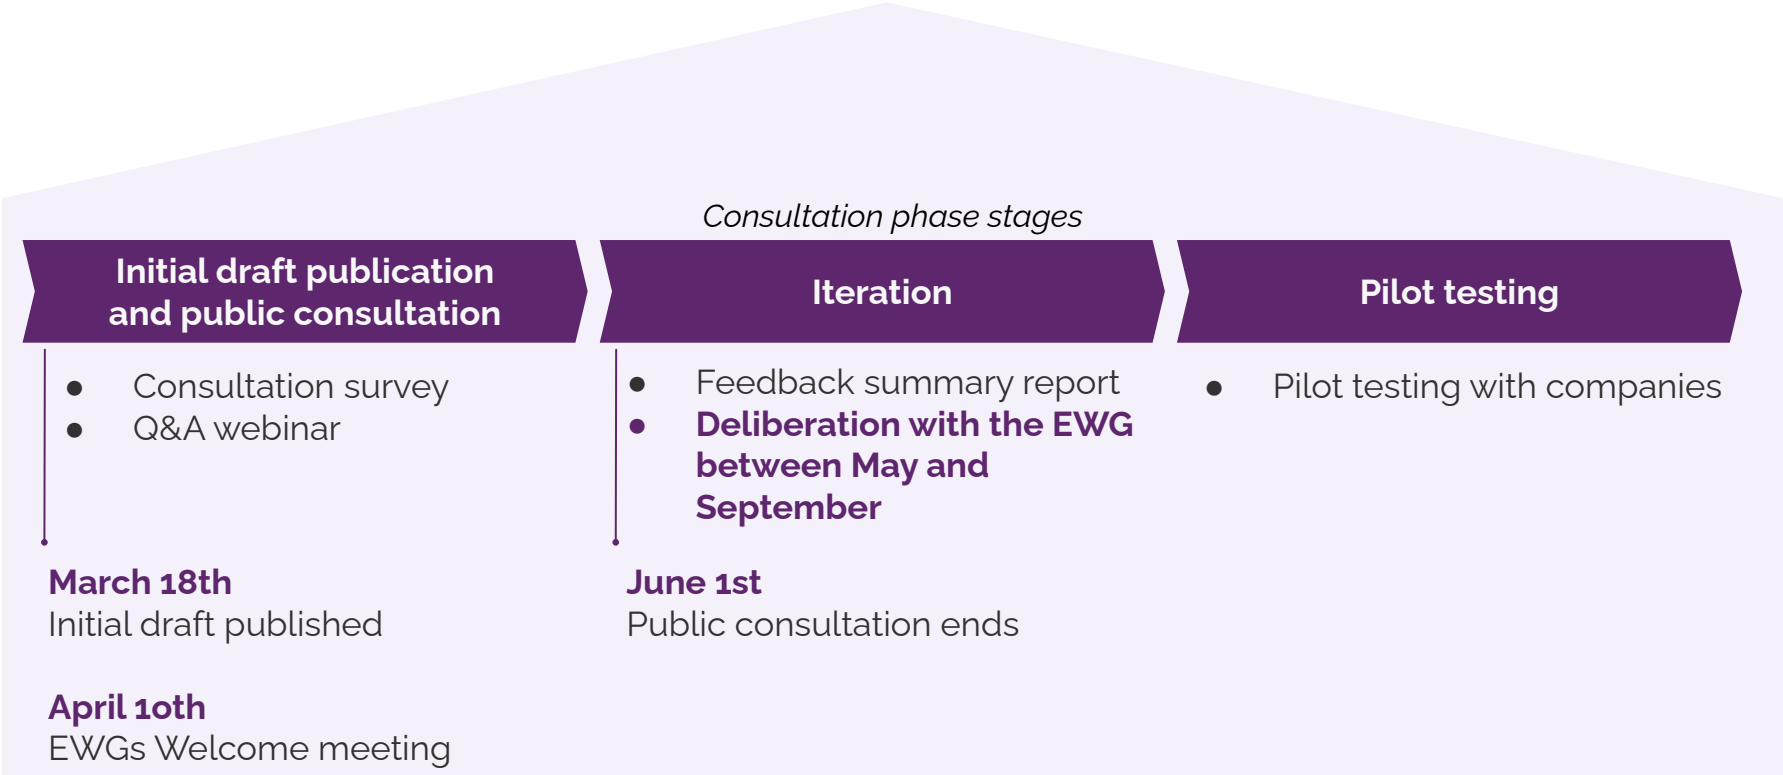 Consultation phase stages
Initial draft publication
and public consultation
● Consultation survey
● Q&A webinar
March 18th
Initial draft published
April 10th
EWGs Welcome meeting
Iteration
● Feedback summary report
● Deliberation with the EWG
between May and
September
June 1st
Public consultation ends
Pilot testing
● Pilot testing with companies